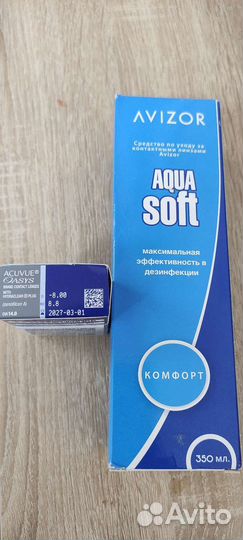 AVIZOR
Средство по уходу за
контактными линзами
Avizor
AQUA
soft
максимальная
эффективность в
дезинфекции
КОМФОРТ
350 мл.
ACUVUE®
OASYS
BRAND CONTACT LENSES
WITH
HYDRACLEAR® PLUS
(senofilcon A)
DIA 14.0
-8.00
8.8
2027-03-01
Avito